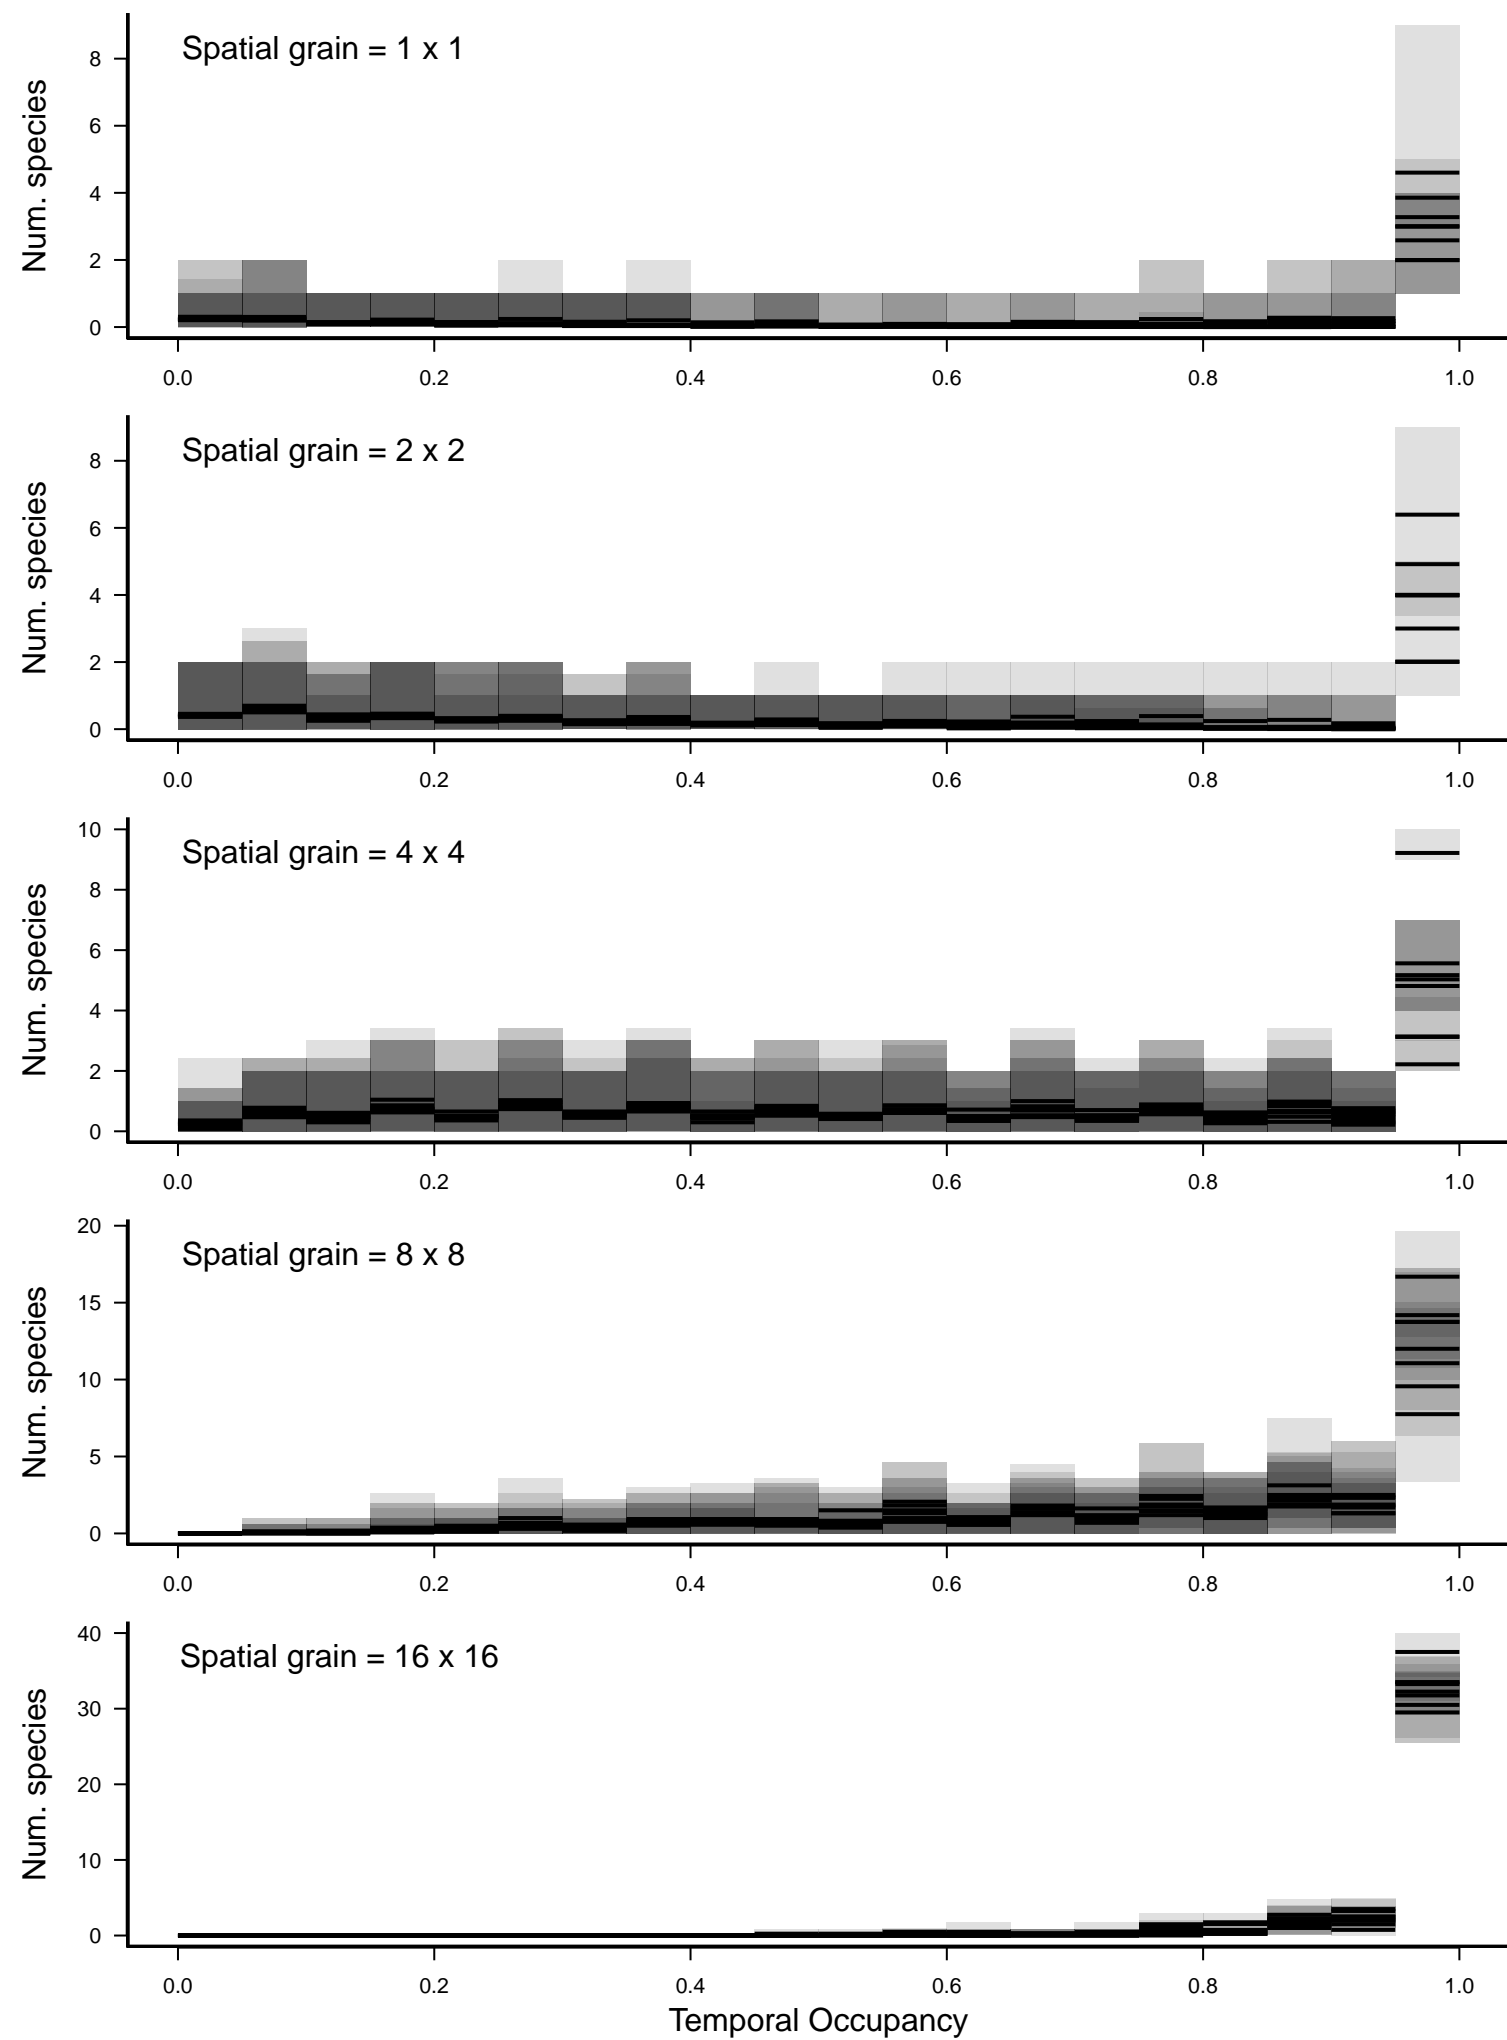 Spatial grain = 1 x 1
Num. species
8
6
4
2
0
0.0 0.2 0.4 0.6 0.8 1.0
Spatial grain = 2 x 2
Num. species
8
6
4
2
0
0.0 0.2 0.4 0.6 0.8 1.0
Spatial grain = 4 x 4
Num. species
10
8
6
4
2
0
0.0 0.2 0.4 0.6 0.8 1.0
Spatial grain = 8 x 8
Num. species
20
15
10
5
0
0.0 0.2 0.4 0.6 0.8 1.0
Spatial grain = 16 x 16
Num. species
40
30
20
10
0
0.0 0.2 0.4 0.6 0.8 1.0
Temporal Occupancy